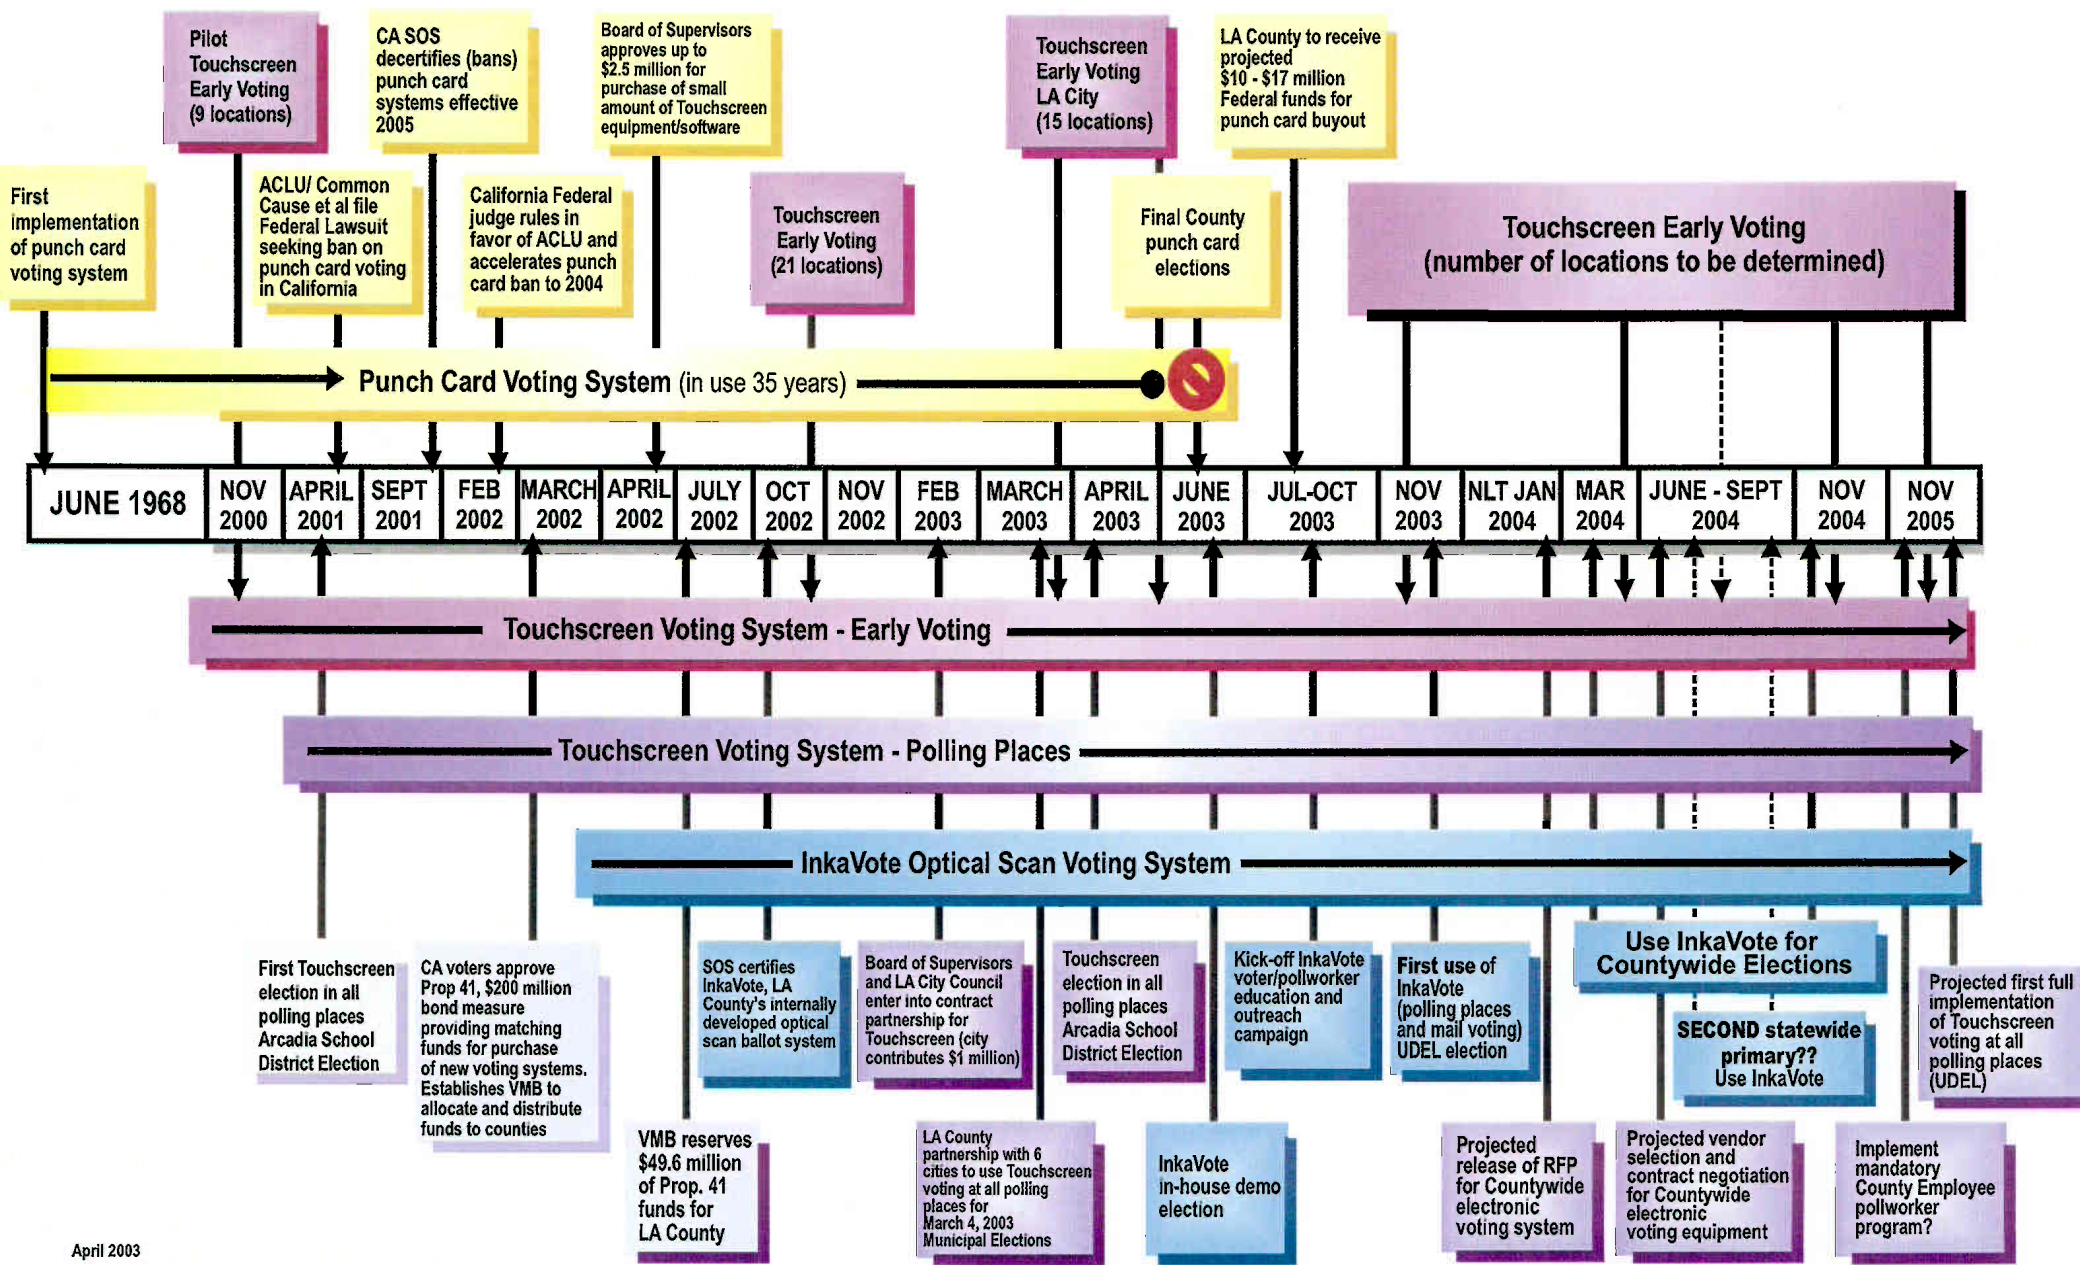 Pilot
Touchscreen
Early Voting
(9 locations)
CA SOS
decertifies (bans)
punch card
systems effective
2005
Board of Supervisors
approves up to
$2.5 million for
purchase of small
amount of Touchscreen
equipment/software
Touchscreen
Early Voting
LA City
(15 locations)
LA County to receive
projected
$10 - $17 million
Federal funds for
punch card buyout
First
implementation
of punch card
voting system
ACLU/ Common
Cause et al file
Federal Lawsuit
seeking ban on
punch card voting
in California
California Federal
judge rules in
favor of ACLU and
accelerates punch
card ban to 2004
Touchscreen
Early Voting
(21 locations)
Final County
punch card
elections
Touchscreen Early Voting
(number of locations to be determined)
Punch Card Voting System (in use 35 years)
JUNE 1968
NOV
2000
APRIL
2001
SEPT
2001
FEB
2002
MARCH
2002
APRIL
2002
JULY
2002
OCT
2002
NOV
2002
FEB
2003
MARCH
2003
APRIL
2003
JUNE
2003
JUL-OCT
2003
NOV
2003
NLT JAN
2004
MAR
2004
JUNE - SEPT
2004
NOV
2004
NOV
2005
Touchscreen Voting System - Early Voting
Touchscreen Voting System - Polling Places
InkaVote Optical Scan Voting System
First Touchscreen
election in all
polling places
Arcadia School
District Election
CA voters approve
Prop 41, $200 million
bond measure
providing matching
funds for purchase
of new voting systems.
Establishes VMB to
allocate and distribute
funds to counties
SOS certifies
InkaVote, LA
County's internally
developed optical
scan ballot system
Board of Supervisors
and LA City Council
enter into contract
partnership for
Touchscreen (city
contributes $1 million)
Touchscreen
election in all
polling places
Arcadia School
District Election
Kick-off InkaVote
voter/pollworker
education and
outreach
campaign
First use of
InkaVote
(polling places
and mail voting)
UDEL election
Use InkaVote for
Countywide Elections
SECOND statewide
primary??
Use InkaVote
Projected first full
implementation
of Touchscreen
voting at all
polling places
(UDEL)
VMB reserves
$49.6 million
of Prop. 41
funds for
LA County
LA County
partnership with 6
cities to use Touchscreen
voting at all polling
places for
March 4, 2003
Municipal Elections
InkaVote
in-house demo
election
Projected
release of RFP
for Countywide
electronic
voting system
Projected vendor
selection and
contract negotiation
for Countywide
electronic
voting equipment
Implement
mandatory
County Employee
pollworker
program?
April 2003